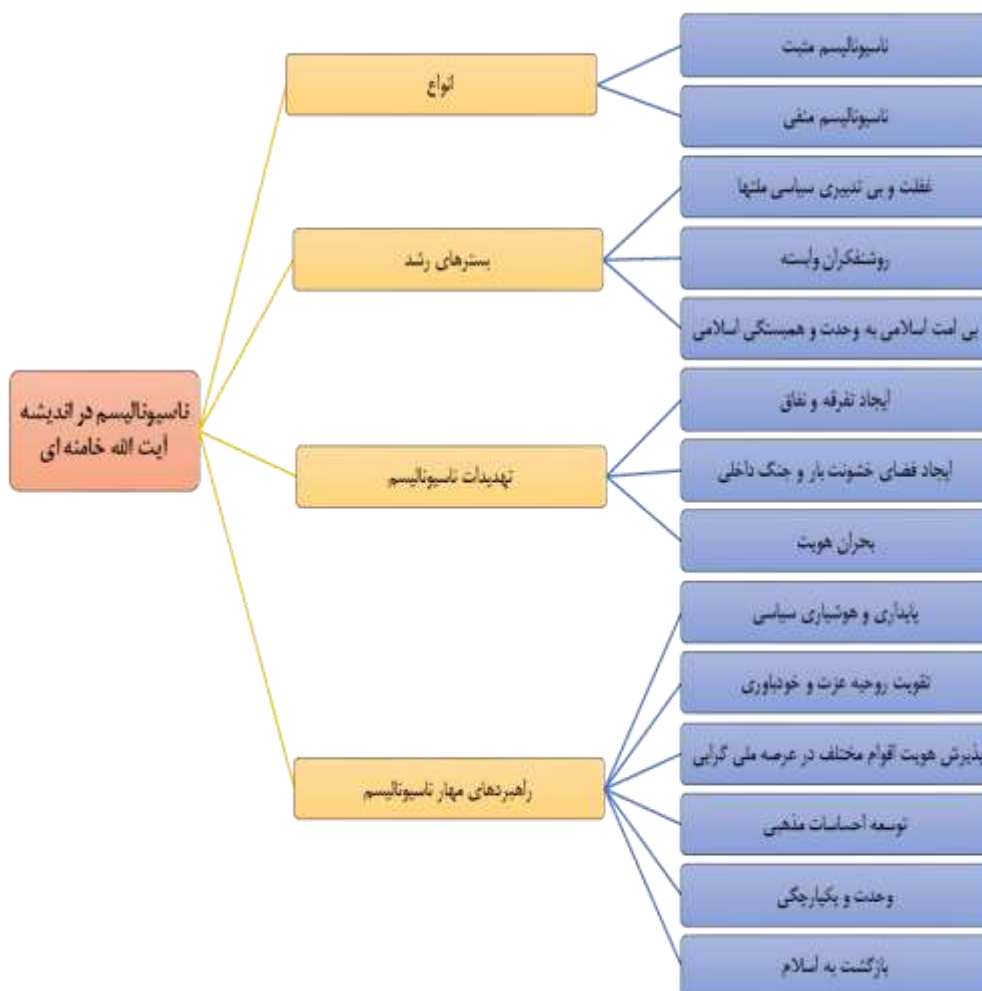 ناسیونالیسم در اندیشه
آیت الله خامنه ای
انواع
ناسیونالیسم مثبت
ناسیونالیسم منفی
بسترهای رشد
غفلت و بی تدبیری سیاسی ملتها
روشنفکران وابسته
بی امت اسلامی به وحدت و همبستگی اسلامی
تهدیدات ناسیونالیسم
ایجاد تفرقه و نفاق
ایجاد فضای خشونت بار و جنگ داخلی
بحران هویت
راهبردهای مهار ناسیونالیسم
پایداری و هوشیاری سیاسی
تقویت روحیه عزت و خودباوری
پذیرش هویت اقوام مختلف در عرصه ملی گرایی
توسعه احساسات مذهبی
وحدت و یکپارچگی
بازگشت به اسلام